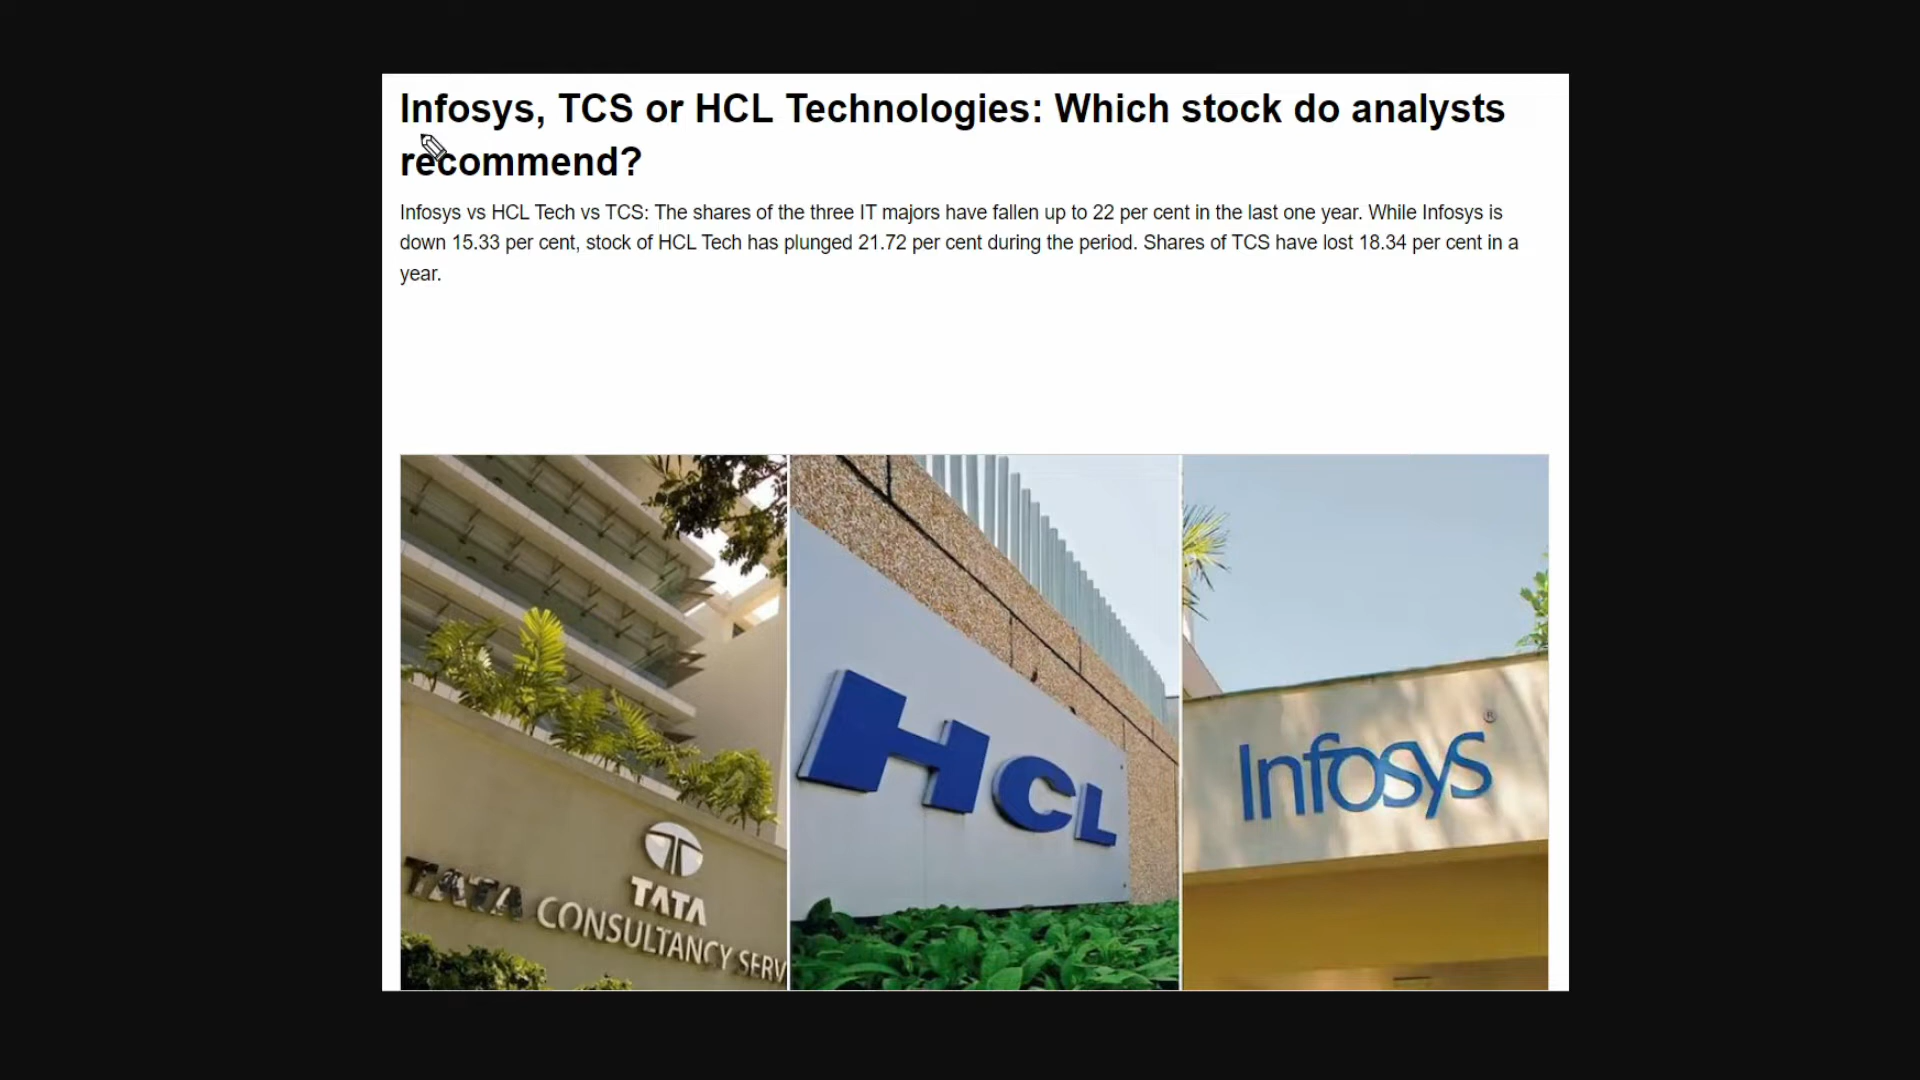 Infosys, TCS or HCL Technologies: Which stock do analysts
recommend?
Infosys vs HCL Tech vs TCS: The shares of the three IT majors have fallen up to 22 per cent in the last one year. While Infosys is
down 15.33 per cent, stock of HCL Tech has plunged 21.72 per cent during the period. Shares of TCS have lost 18.34 per cent in a
year.
TATA
TATA CONSULTANCY SERV
HCL
Infosys®